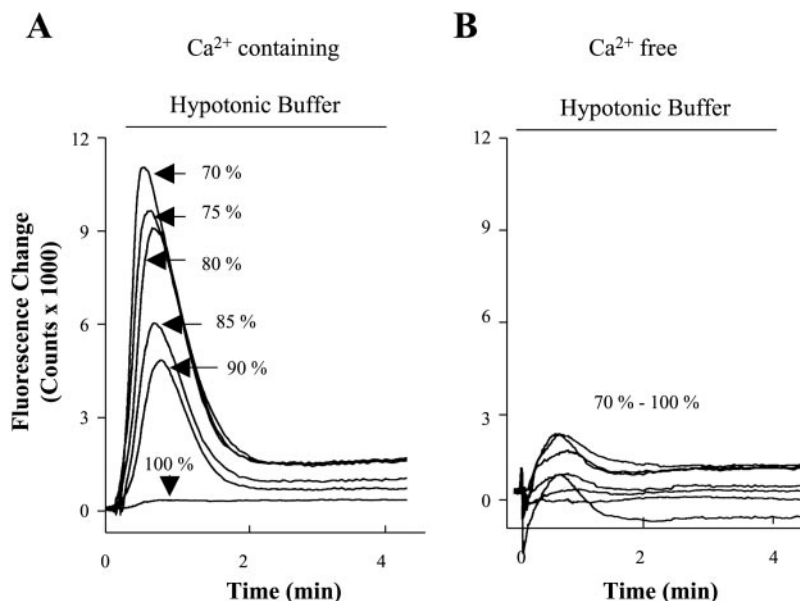 A
Ca²⁺ containing
Hypotonic Buffer
12
9
6
3
0
Fluorescence Change
(Counts x 1000)
70 %
75 %
80 %
85 %
90 %
100 %
0
2
4
Time (min)
B
Ca²⁺ free
Hypotonic Buffer
12
9
6
3
0
70 % - 100 %
0
2
4
Time (min)